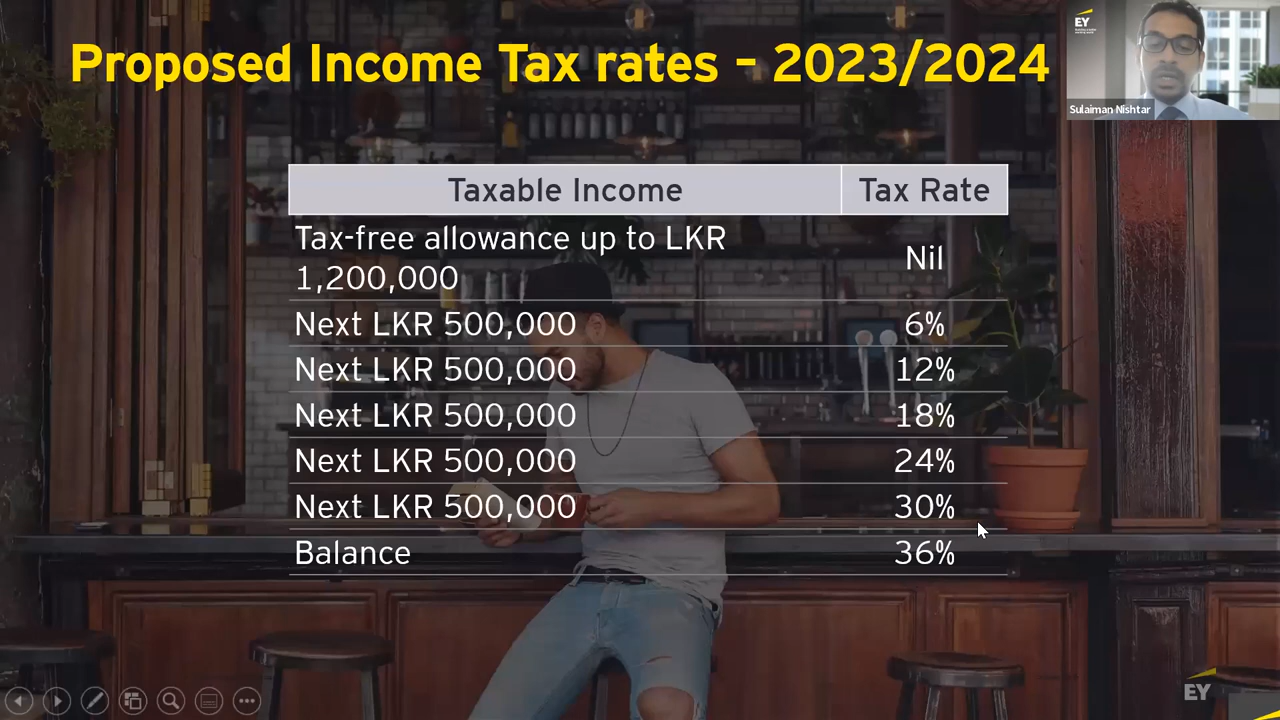 Proposed Income Tax rates – 2023/2024
EY
Sulaiman Nishtar
Taxable Income Tax Rate
Tax-free allowance up to LKR
1,200,000 Nil
Next LKR 500,000 6%
Next LKR 500,000 12%
Next LKR 500,000 18%
Next LKR 500,000 24%
Next LKR 500,000 30%
Balance 36%
EY